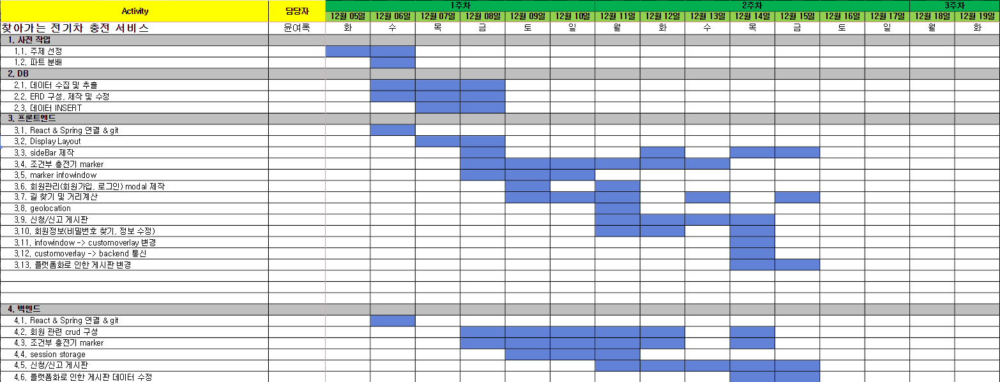 Activity 담당자 1주차 2주차 3주차
12월 05일 12월 06일 12월 07일 12월 08일 12월 09일 12월 10일 12월 11일 12월 12일 12월 13일 12월 14일 12월 15일 12월 16일 12월 17일 12월 18일 12월 19일
찾아가는 전기차 충전 서비스 윤여록 화 수 목 금 토 일 월 화 수 목 금 토 일 월 화
1. 사전 작업
1.1. 주제 선정
1.2. 파트 분배
2. DB
2.1. 데이터 수집 및 추출
2.2. ERD 구성, 제작 및 수정
2.3. 데이터 INSERT
3. 프론트엔드
3.1. React & Spring 연결 & git
3.2. Display Layout
3.3. sideBar 제작
3.4. 조건부 충전기 marker
3.5. marker infowindow
3.6. 회원관리(회원가입, 로그인) modal 제작
3.7. 길 찾기 및 거리계산
3.8. geolocation
3.9. 신청/신고 게시판
3.10. 회원정보(비밀번호 찾기, 정보 수정)
3.11. infowindow -> customoverlay 변경
3.12. customoverlay -> backend 통신
3.13. 플랫폼화로 인한 게시판 변경
4. 백엔드
4.1. React & Spring 연결 & git
4.2. 회원 관련 crud 구성
4.3. 조건부 충전기 marker
4.4. session storage
4.5. 신청/신고 게시판
4.6. 플랫폼화로 인한 게시판 데이터 수정